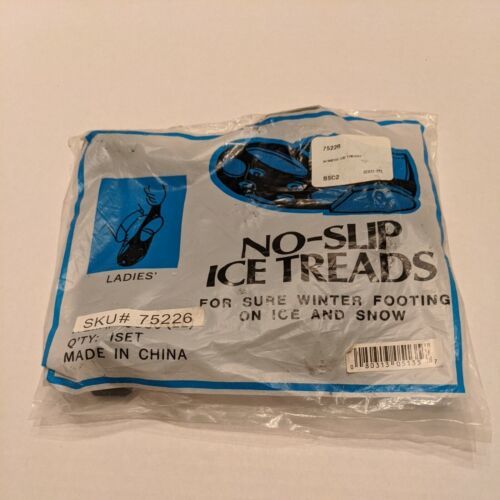 75226
BSC2
NO-SLIP
ICE TREADS
FOR SURE WINTER FOOTING
ON ICE AND SNOW
LADIES'
SKU# 75226
Q'TY: 1SET
MADE IN CHINA